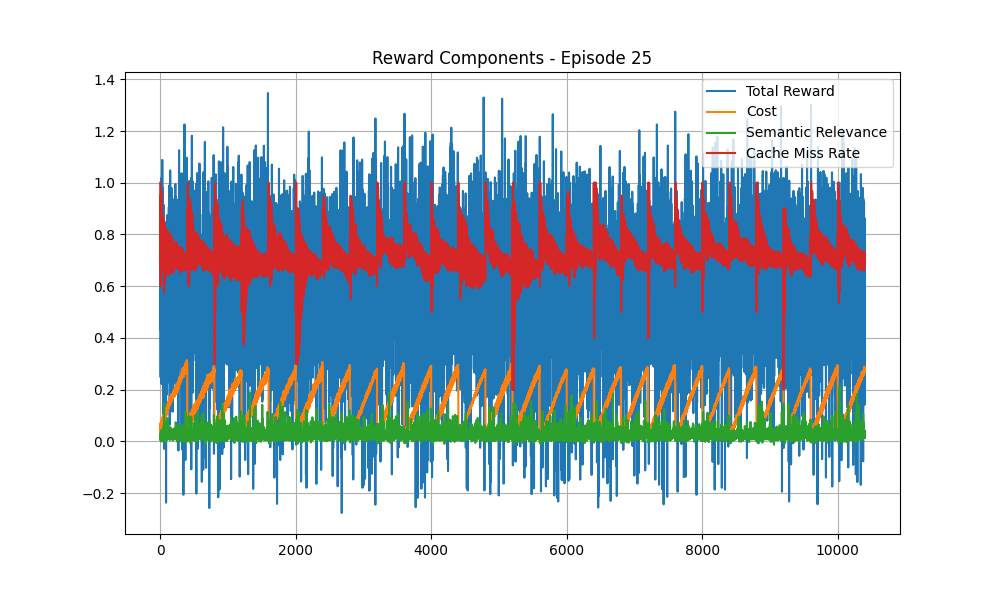 Reward Components - Episode 25
1.4
1.2
1.0
0.8
0.6
0.4
0.2
0.0
−0.2
Total Reward
Cost
Semantic Relevance
Cache Miss Rate
0 2000 4000 6000 8000 10000